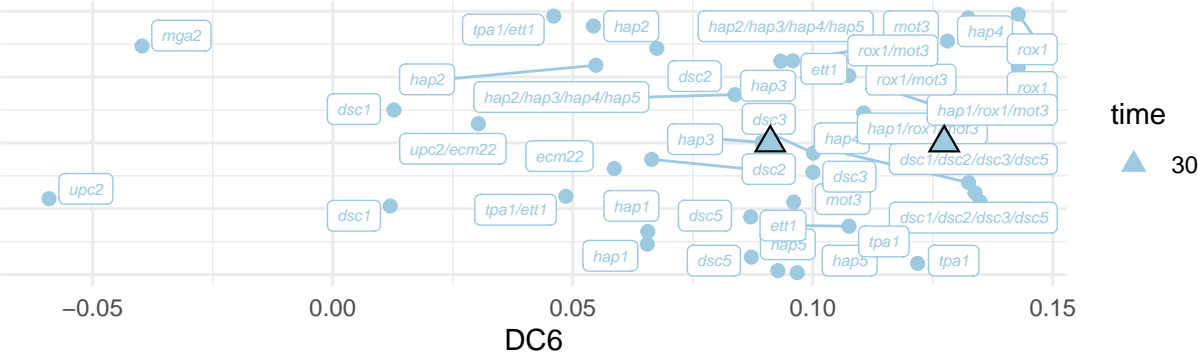 tpa1/ett1
hap2
hap2/hap3/hap4/hap5
mot3
hap4
mga2
rox1
rox1/mot3
hap2
dsc2
ett1
rox1/mot3
rox1
hap3
dsc1
hap2/hap3/hap4/hap5
hap1/rox1/mot3
dsc3
hap1/rox1/mot3
upc2/ecm22
hap3
hap4
ecm22
dsc1/dsc2/dsc3/dsc5
dsc2
dsc3
upc2
mot3
dsc1
tpa1/ett1
hap1
dsc5
dsc1/dsc2/dsc3/dsc5
ett1
hap5
tpa1
hap1
dsc5
hap5
tpa1
−0.05 0.00 0.05 0.10 0.15
DC6
time
30